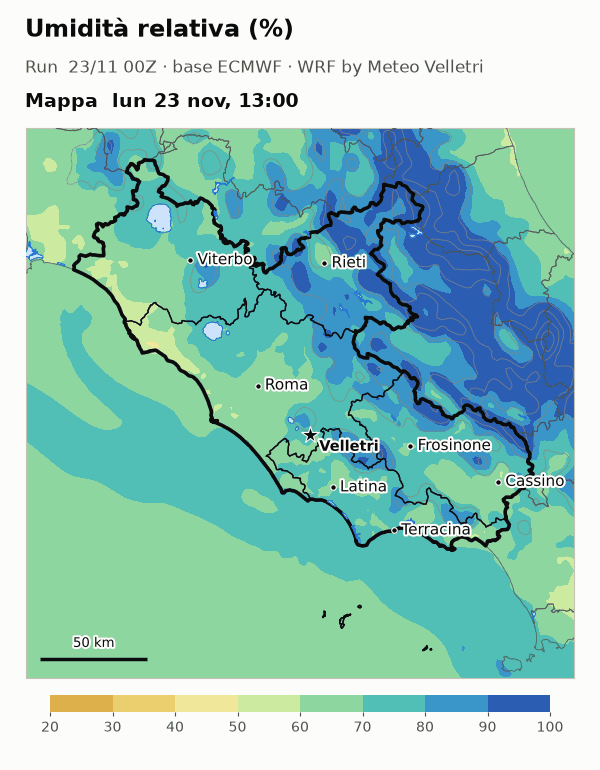 Umidità relativa (%)
Run 23/11 00Z · base ECMWF · WRF by Meteo Velletri
Mappa lun 23 nov, 13:00
Viterbo
Rieti
Roma
Velletri
Frosinone
Cassino
Latina
Terracina
50 km
20 30 40 50 60 70 80 90 100